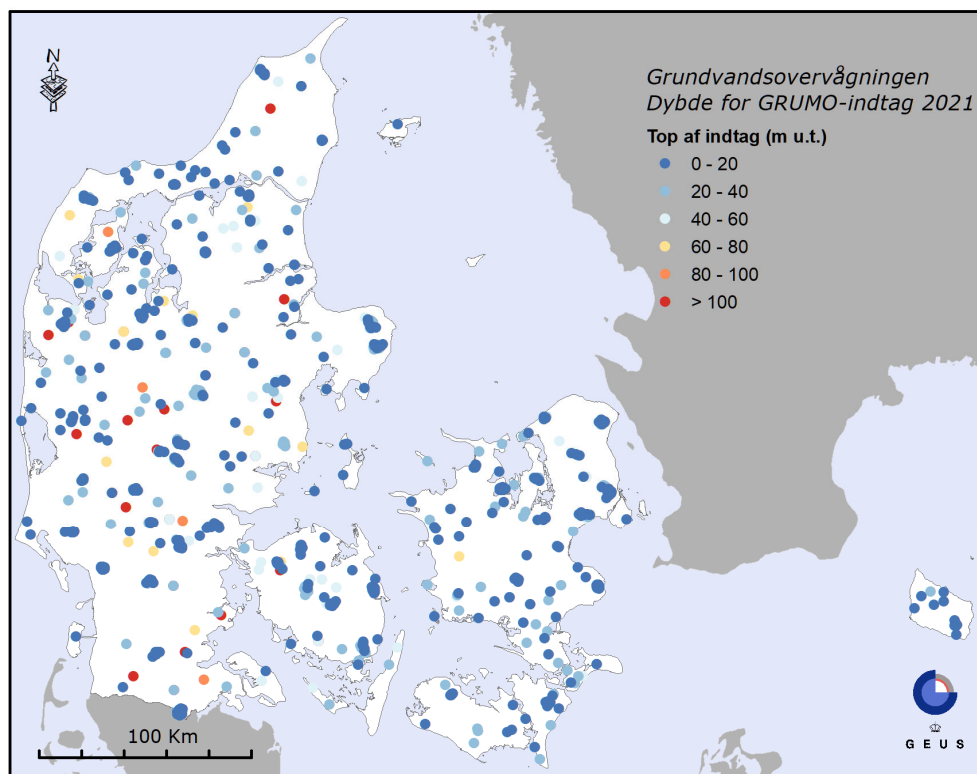 N
Grundvandsovervågningen
Dybde for GRUMO-indtag 2021
Top af indtag (m u.t.)
0 - 20
20 - 40
40 - 60
60 - 80
80 - 100
> 100
100 Km
G E U S